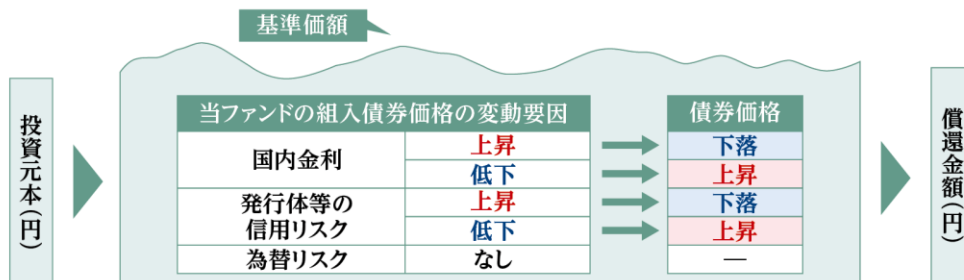 基準価額
投資元本(円)
当ファンドの組入債券価格の変動要因
債券価格
国内金利
上昇
下落
低下
上昇
発行体等の
信用リスク
上昇
下落
低下
上昇
為替リスク
なし
―
償還金額(円)